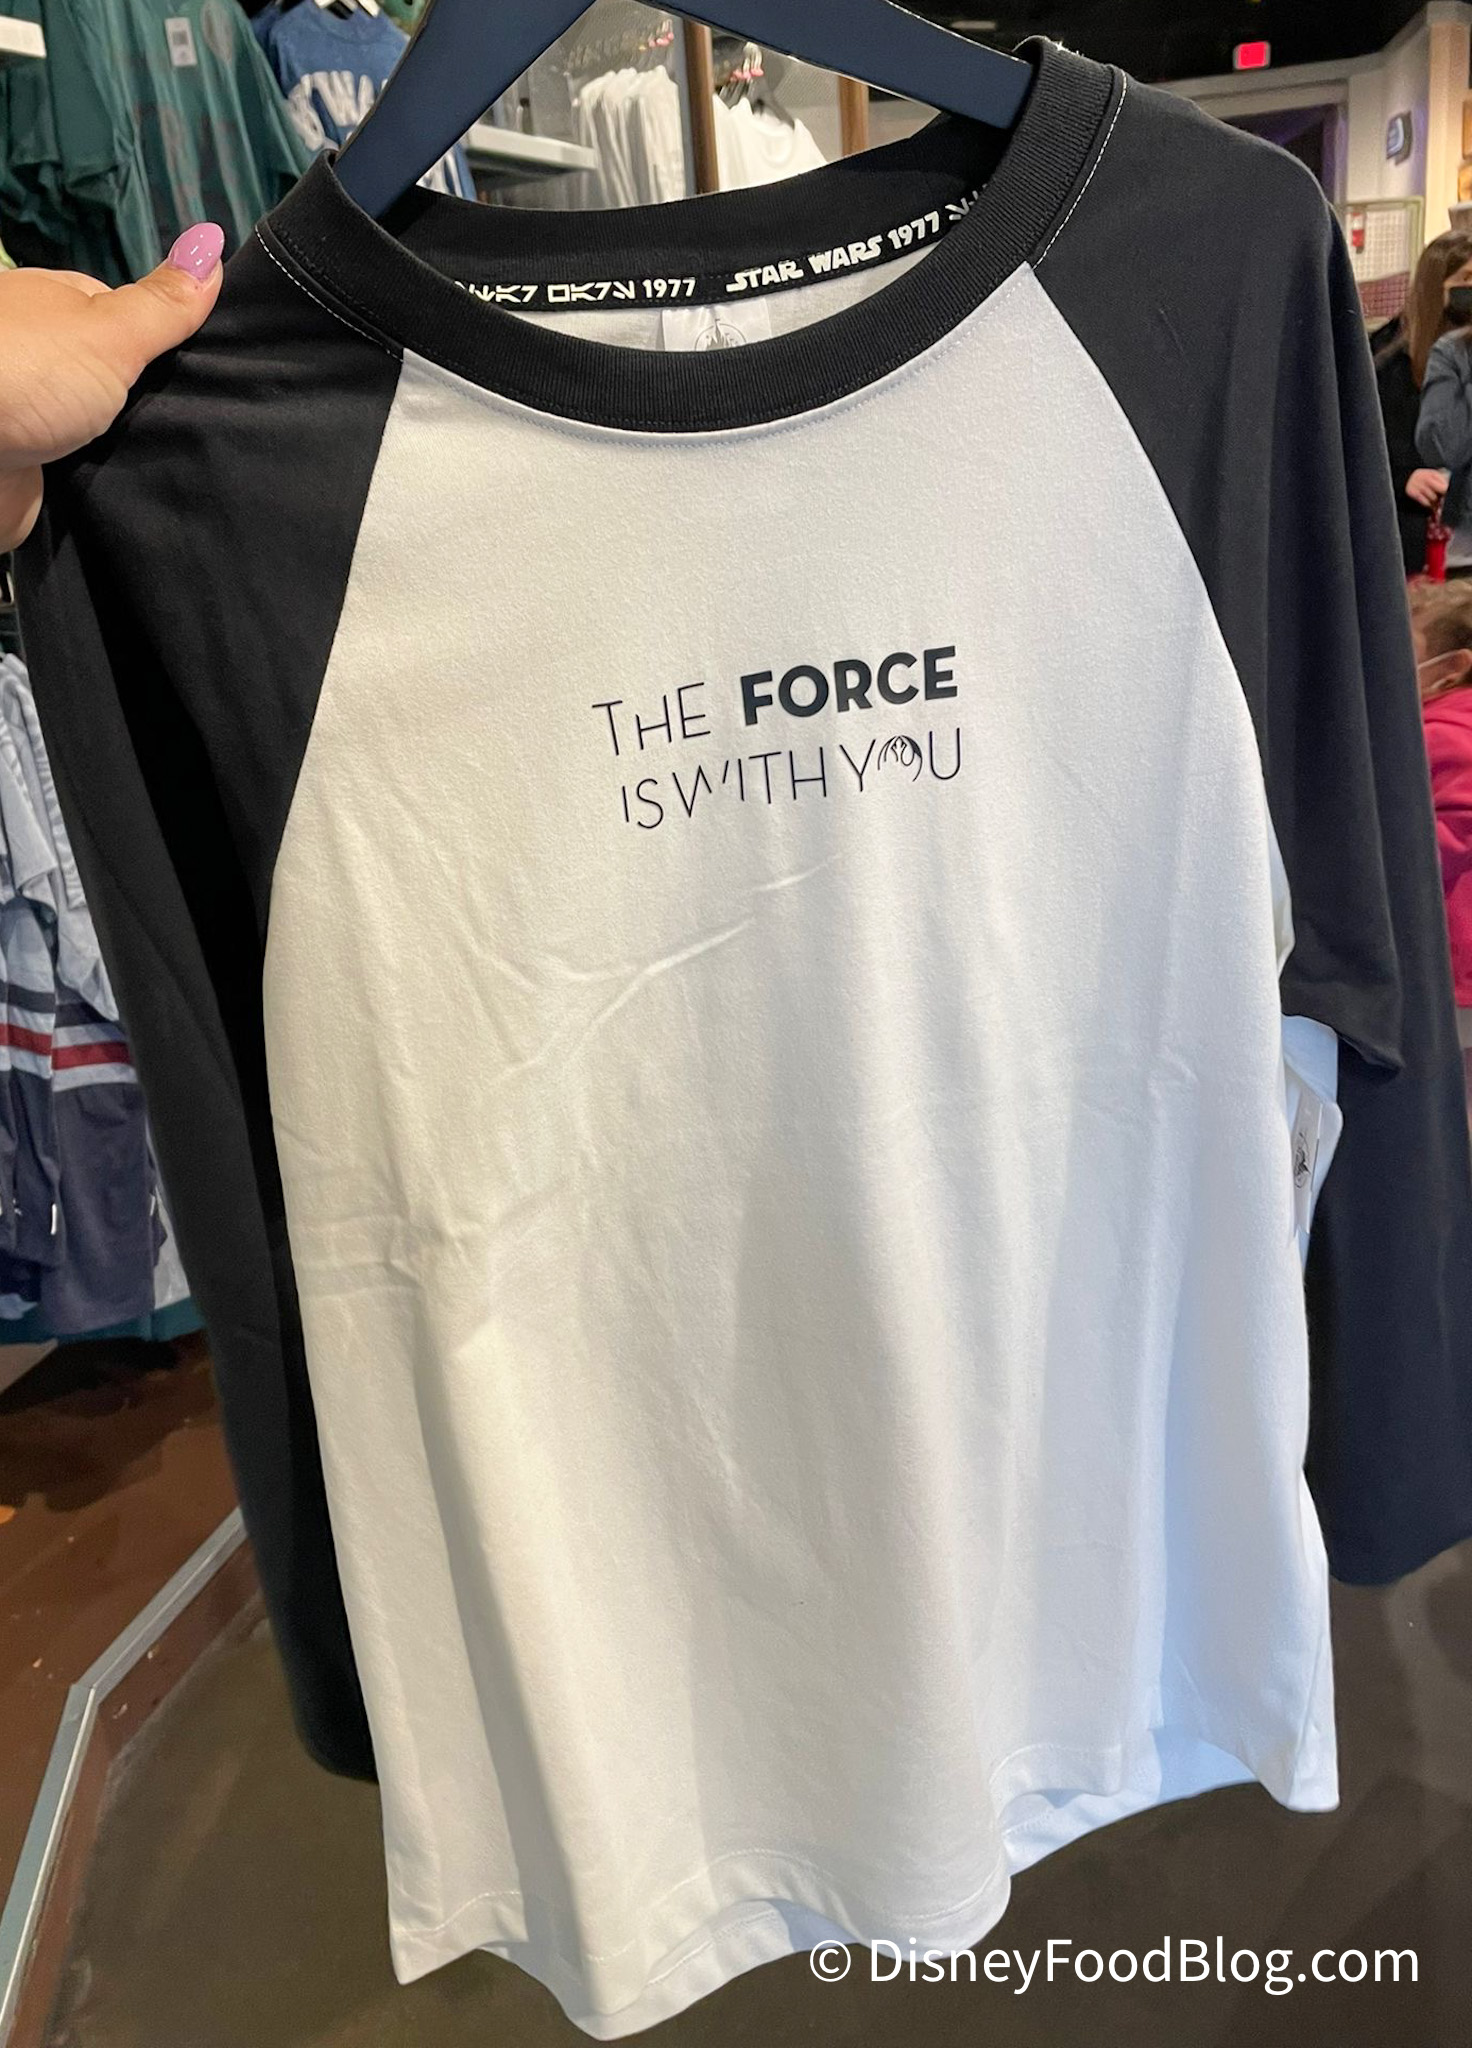 1977 STAR WARS 1977
THE FORCE
IS WITH YOU
© DisneyFoodBlog.com